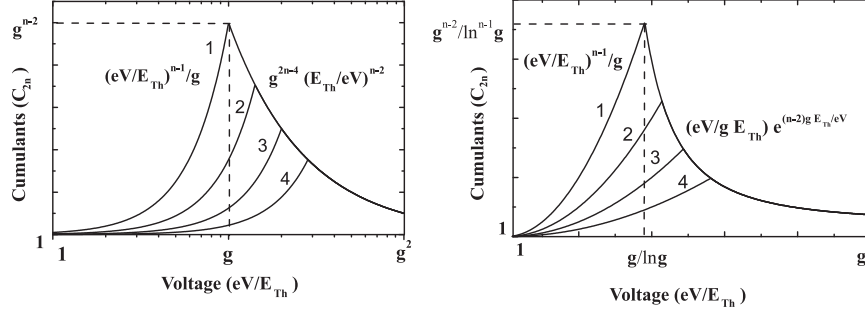 g^{n-2}
1
(eV/E_{Th})^{n-1}/g
g^{2n-4} (E_{Th}/eV)^{n-2}
2
3
4
Cumulants (C_{2n})
1
1
g
g^2
Voltage (eV/E_{Th})
g^{n-2}/ln^{n-1}g
(eV/E_{Th})^{n-1}/g
1
2
(eV/g E_{Th}) e^{(n-2)g E_{Th}/eV}
3
4
Cumulants (C_{2n})
1
1
g/lng
g
Voltage (eV/E_{Th})